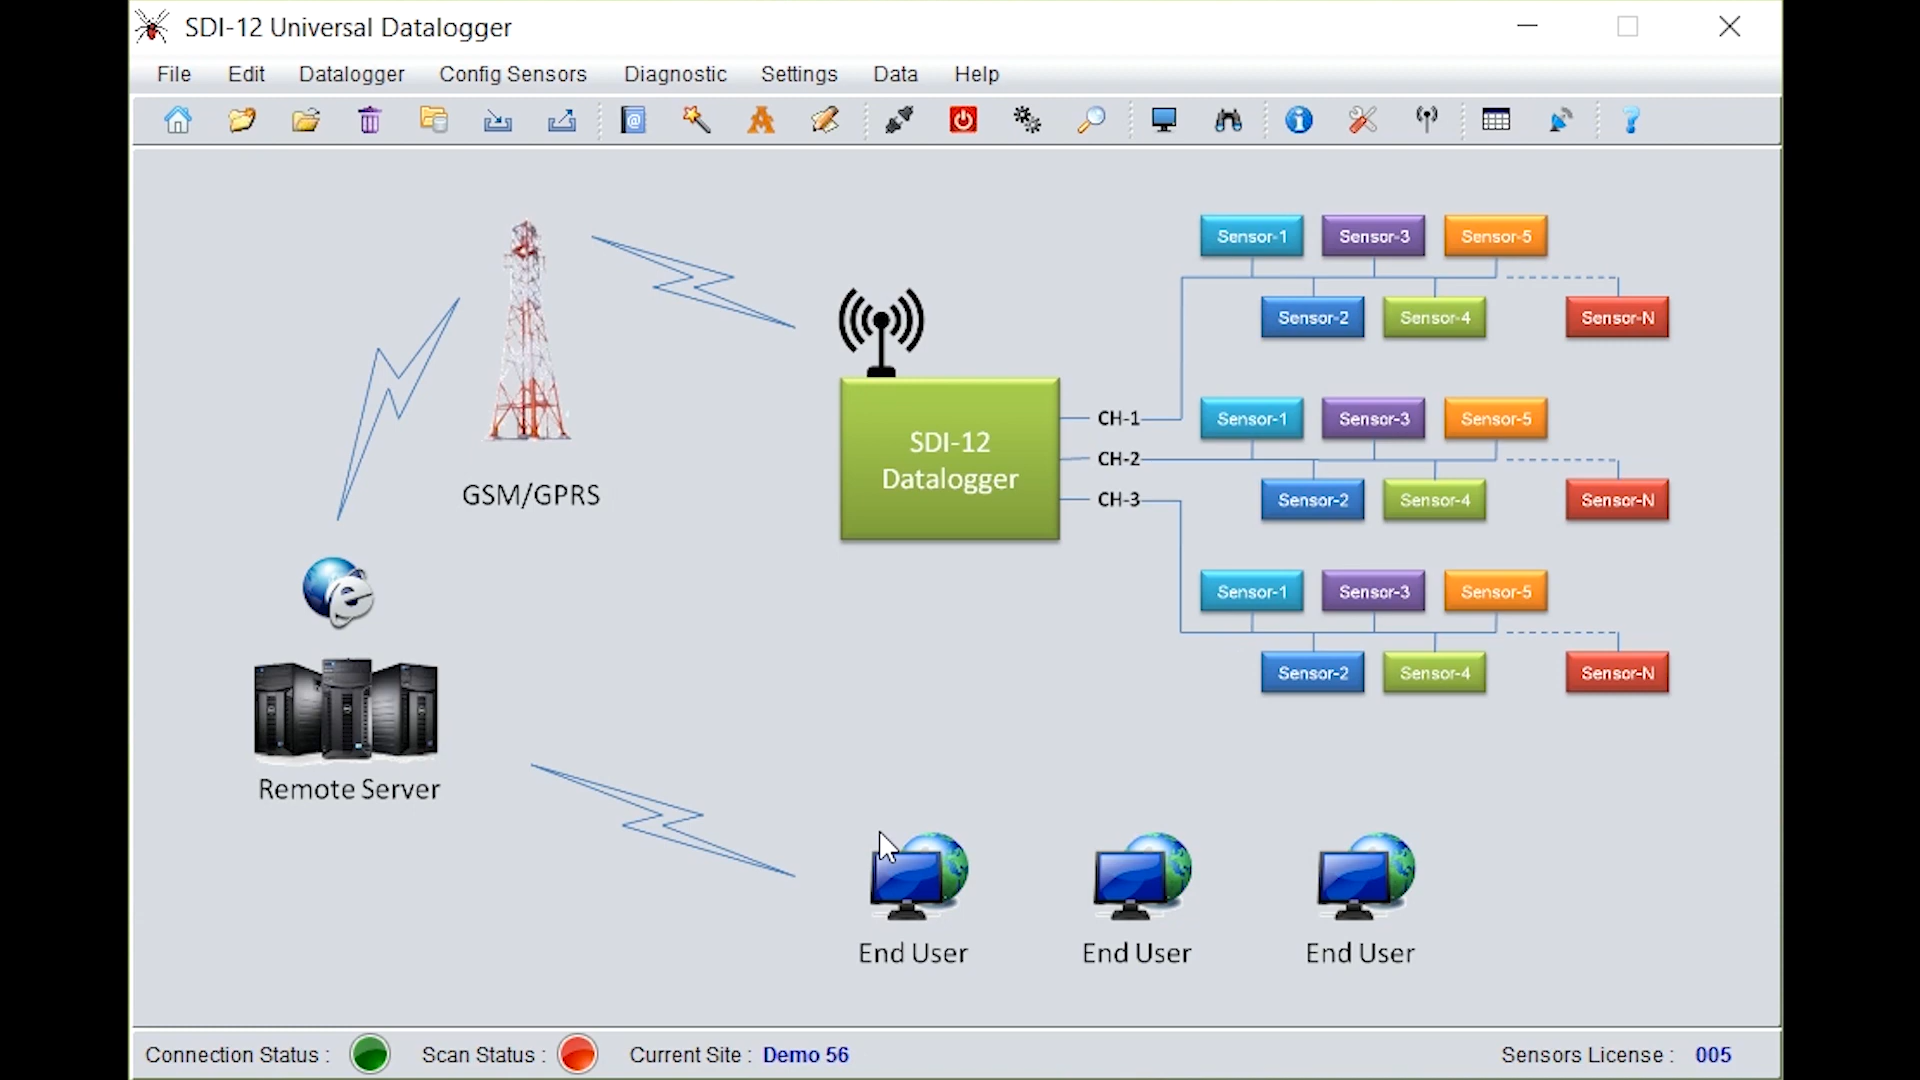 SDI-12 Universal Datalogger
File Edit Datalogger Config Sensors Diagnostic Settings Data Help
Sensor-1 Sensor-3 Sensor-5
Sensor-2 Sensor-4 Sensor-N
GSM/GPRS
SDI-12
Datalogger
CH-1
CH-2
CH-3
Sensor-1 Sensor-3 Sensor-5
Sensor-2 Sensor-4 Sensor-N
Sensor-1 Sensor-3 Sensor-5
Sensor-2 Sensor-4 Sensor-N
Remote Server
End User End User End User
Connection Status : Scan Status : Current Site : Demo 56 Sensors License : 005